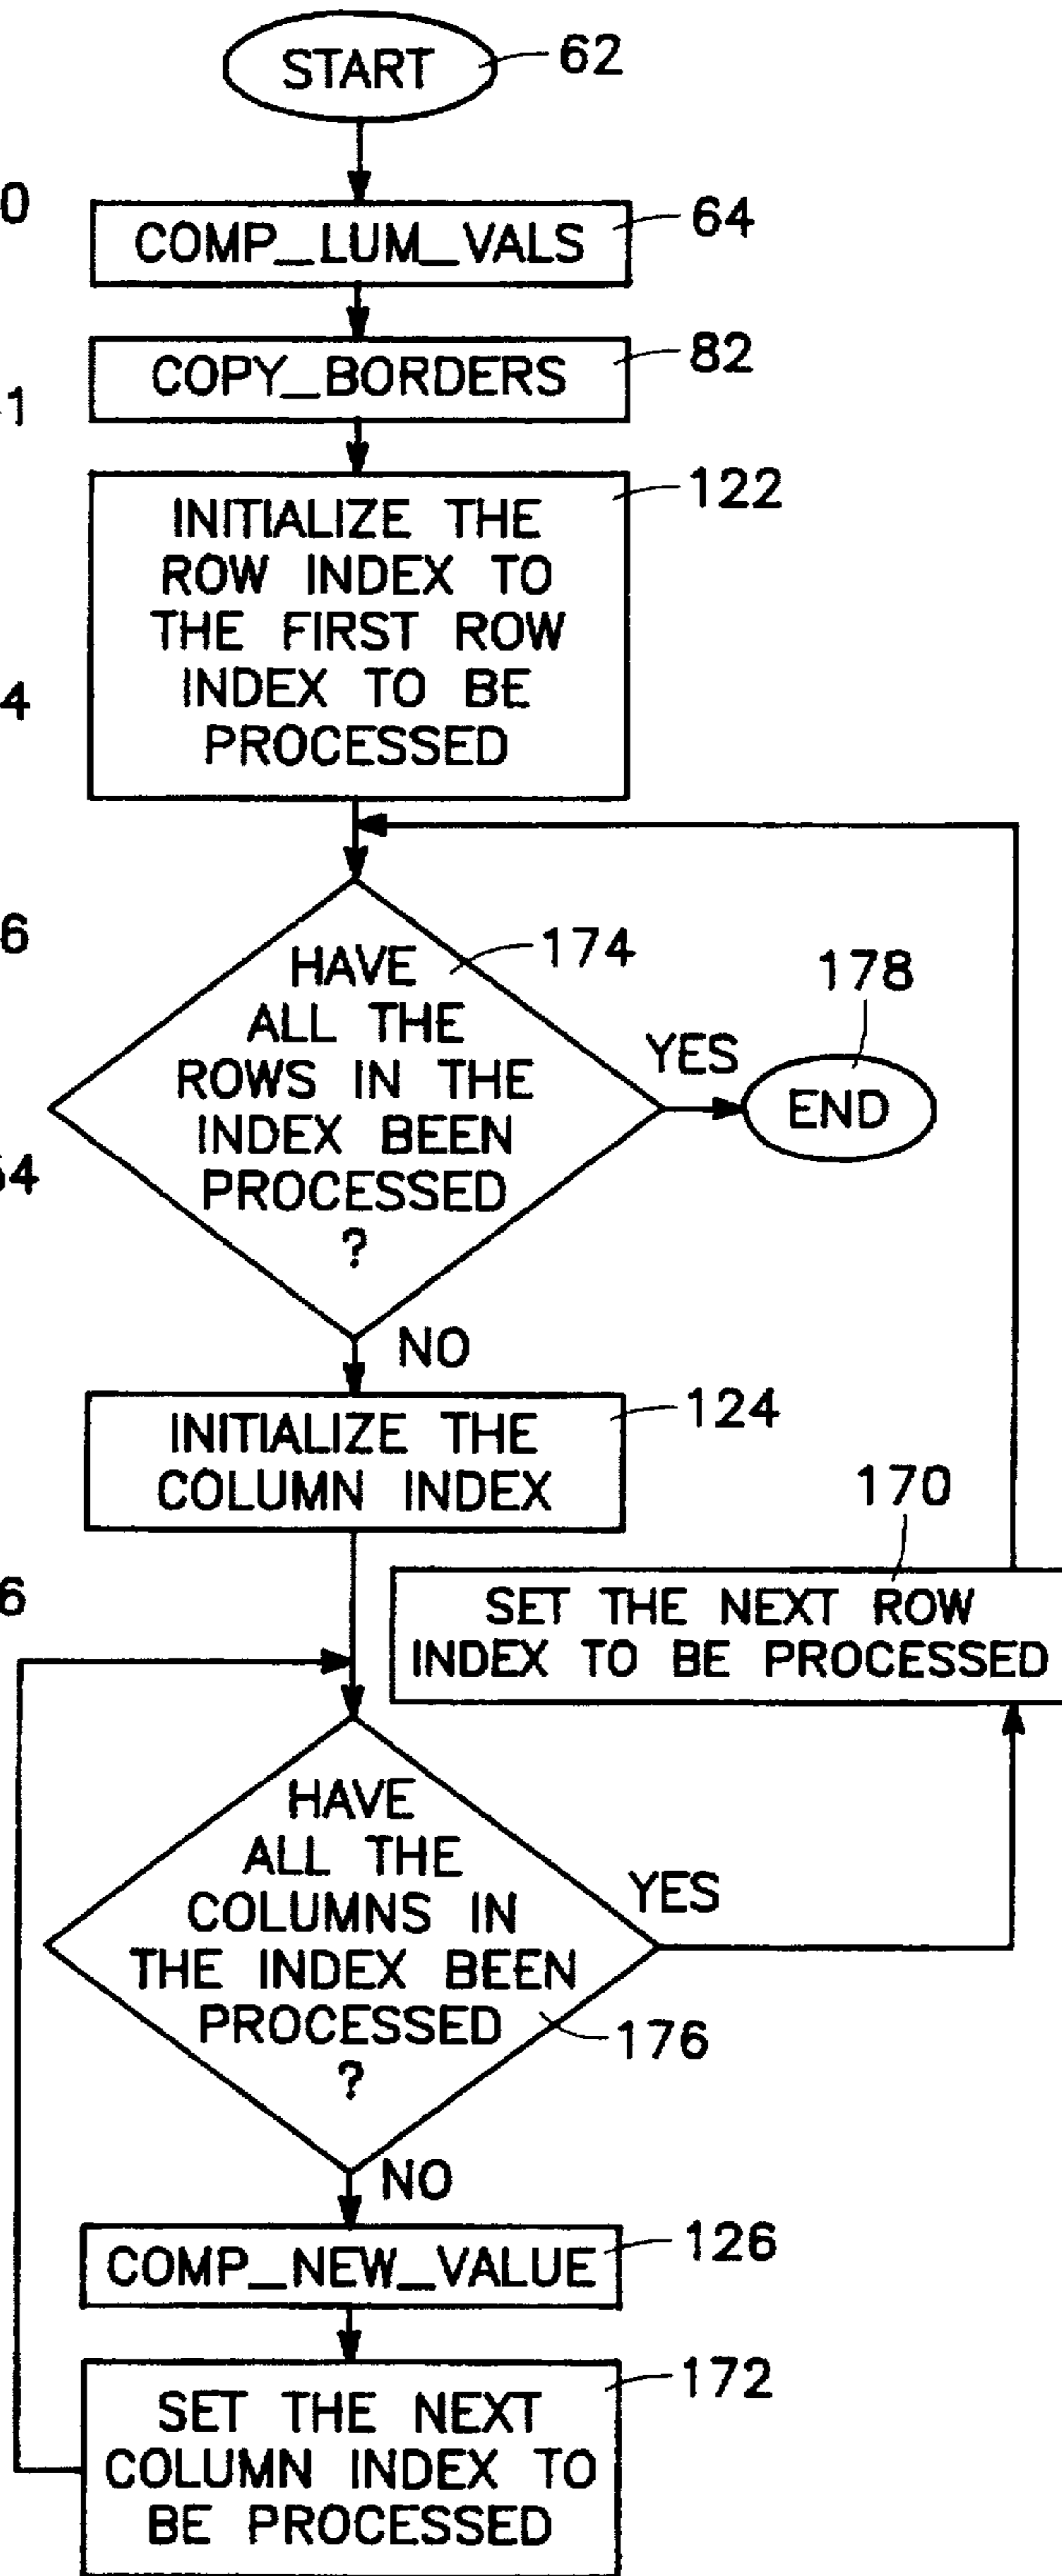 START
62
COMP_LUM_VALS
64
COPY_BORDERS
82
122
INITIALIZE THE
ROW INDEX TO
THE FIRST ROW
INDEX TO BE
PROCESSED
174
HAVE
ALL THE
ROWS IN THE
INDEX BEEN
PROCESSED
?
YES
178
END
NO
124
INITIALIZE THE
COLUMN INDEX
170
SET THE NEXT ROW
INDEX TO BE PROCESSED
HAVE
ALL THE
COLUMNS IN
THE INDEX BEEN
PROCESSED
?
YES
176
NO
COMP_NEW_VALUE
126
172
SET THE NEXT
COLUMN INDEX TO
BE PROCESSED